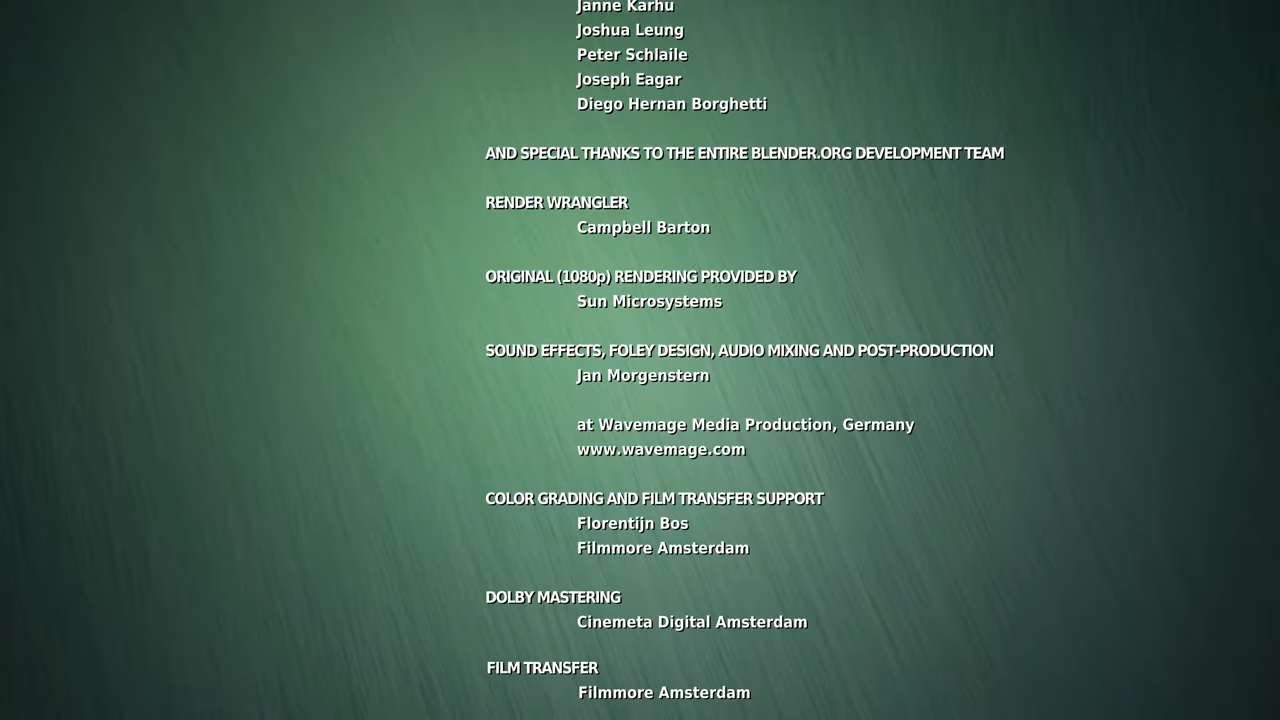 Janne Karhu
Joshua Leung
Peter Schlaile
Joseph Eagar
Diego Hernan Borghetti
AND SPECIAL THANKS TO THE ENTIRE BLENDER.ORG DEVELOPMENT TEAM
RENDER WRANGLER
Campbell Barton
ORIGINAL (1080p) RENDERING PROVIDED BY
Sun Microsystems
SOUND EFFECTS, FOLEY DESIGN, AUDIO MIXING AND POST-PRODUCTION
Jan Morgenstern
at Wavemage Media Production, Germany
www.wavemage.com
COLOR GRADING AND FILM TRANSFER SUPPORT
Florentijn Bos
Filmmore Amsterdam
DOLBY MASTERING
Cinemeta Digital Amsterdam
FILM TRANSFER
Filmmore Amsterdam